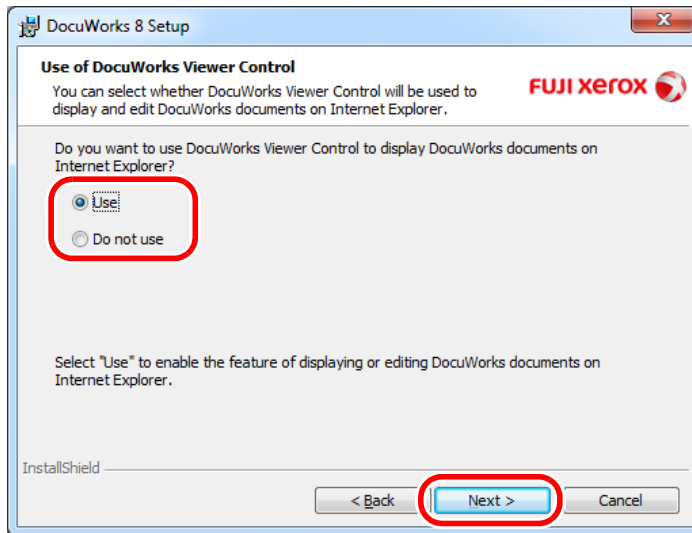 DocuWorks 8 Setup
Use of DocuWorks Viewer Control
You can select whether DocuWorks Viewer Control will be used to
display and edit DocuWorks documents on Internet Explorer.
FUJI xerox
Do you want to use DocuWorks Viewer Control to display DocuWorks documents on
Internet Explorer?
Use
Do not use
Select "Use" to enable the feature of displaying or editing DocuWorks documents on
Internet Explorer.
InstallShield
< Back
Next >
Cancel